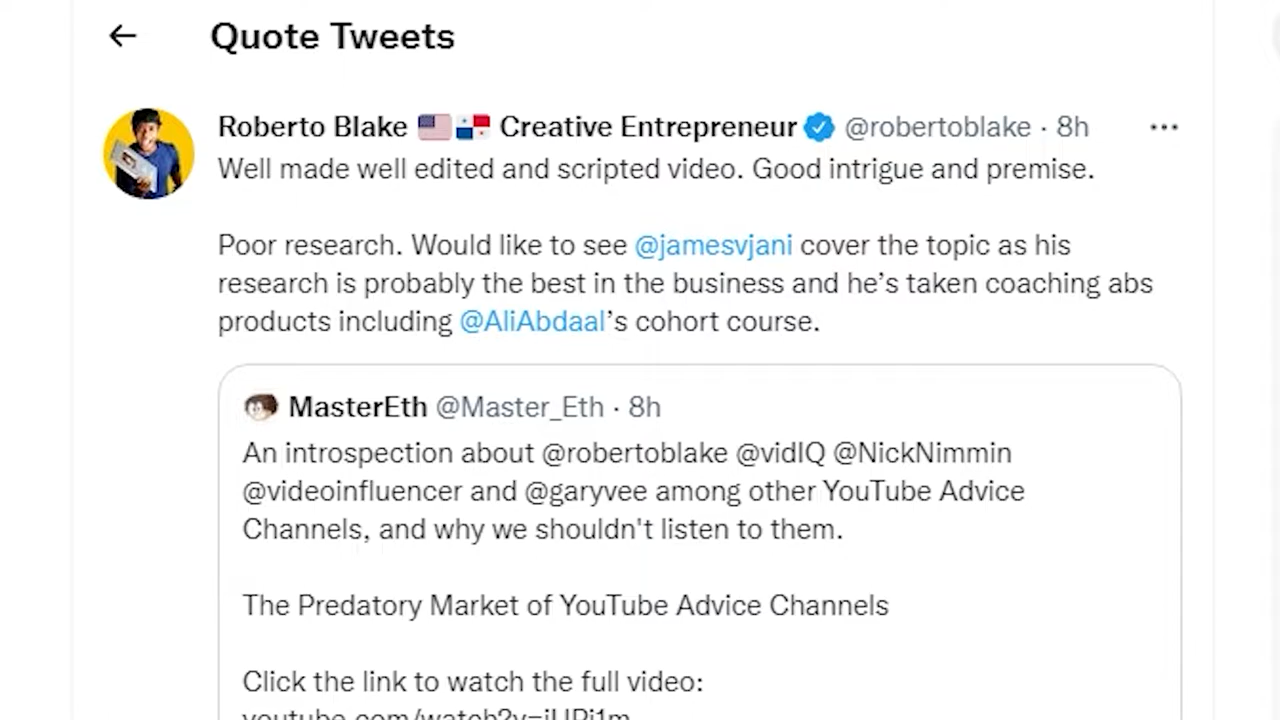 Quote Tweets
Roberto Blake 🇺🇸🇵🇦 Creative Entrepreneur @robertoblake · 8h
Well made well edited and scripted video. Good intrigue and premise.
Poor research. Would like to see @jamesvjani cover the topic as his
research is probably the best in the business and he’s taken coaching abs
products including @AliAbdaal’s cohort course.
MasterEth @Master_Eth · 8h
An introspection about @robertoblake @vidIQ @NickNimmin
@videoinfluencer and @garyvee among other YouTube Advice
Channels, and why we shouldn't listen to them.
The Predatory Market of YouTube Advice Channels
Click the link to watch the full video: